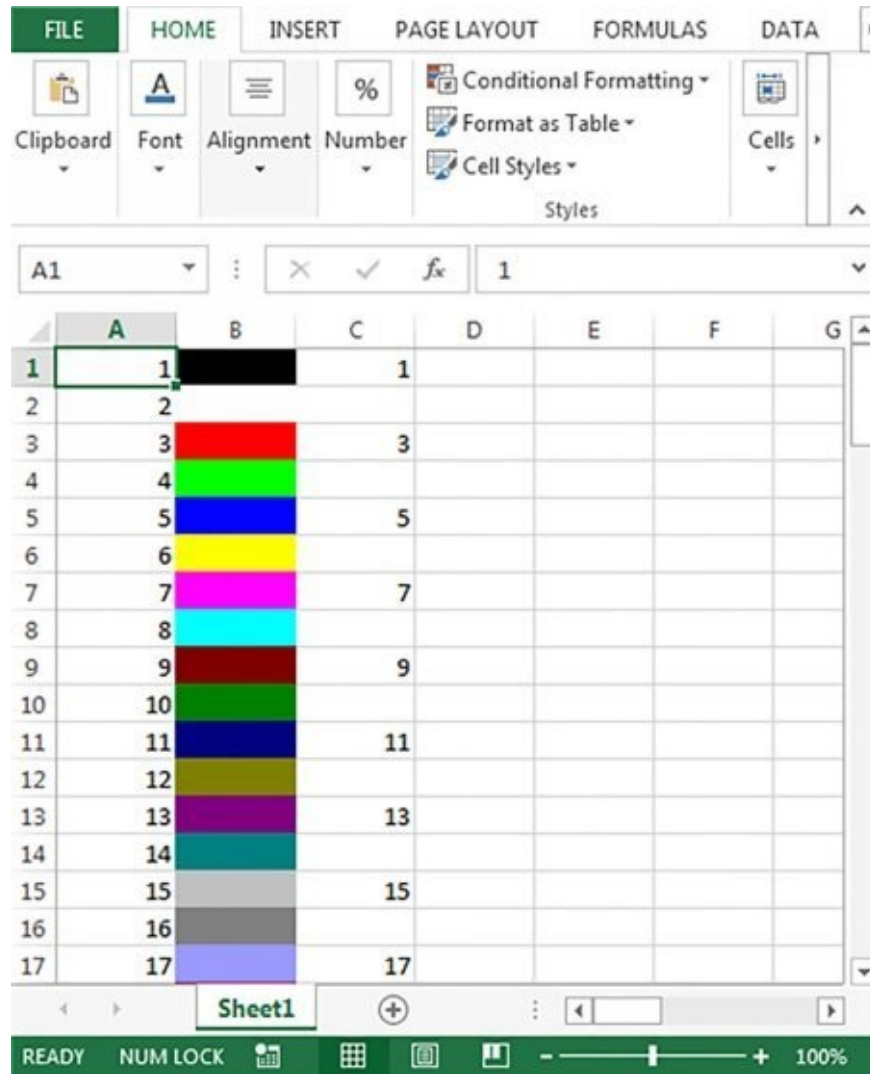 FILE HOME INSERT PAGE LAYOUT FORMULAS DATA
Conditional Formatting
Format as Table
Cell Styles
Clipboard Font Alignment Number Cells
Styles
A1 fx 1
A B C D E F G
1 1 1
2 2
3 3 3
4 4
5 5 5
6 6
7 7 7
8 8
9 9 9
10 10
11 11 11
12 12
13 13 13
14 14
15 15 15
16 16
17 17 17
Sheet1
READY NUM LOCK 100%